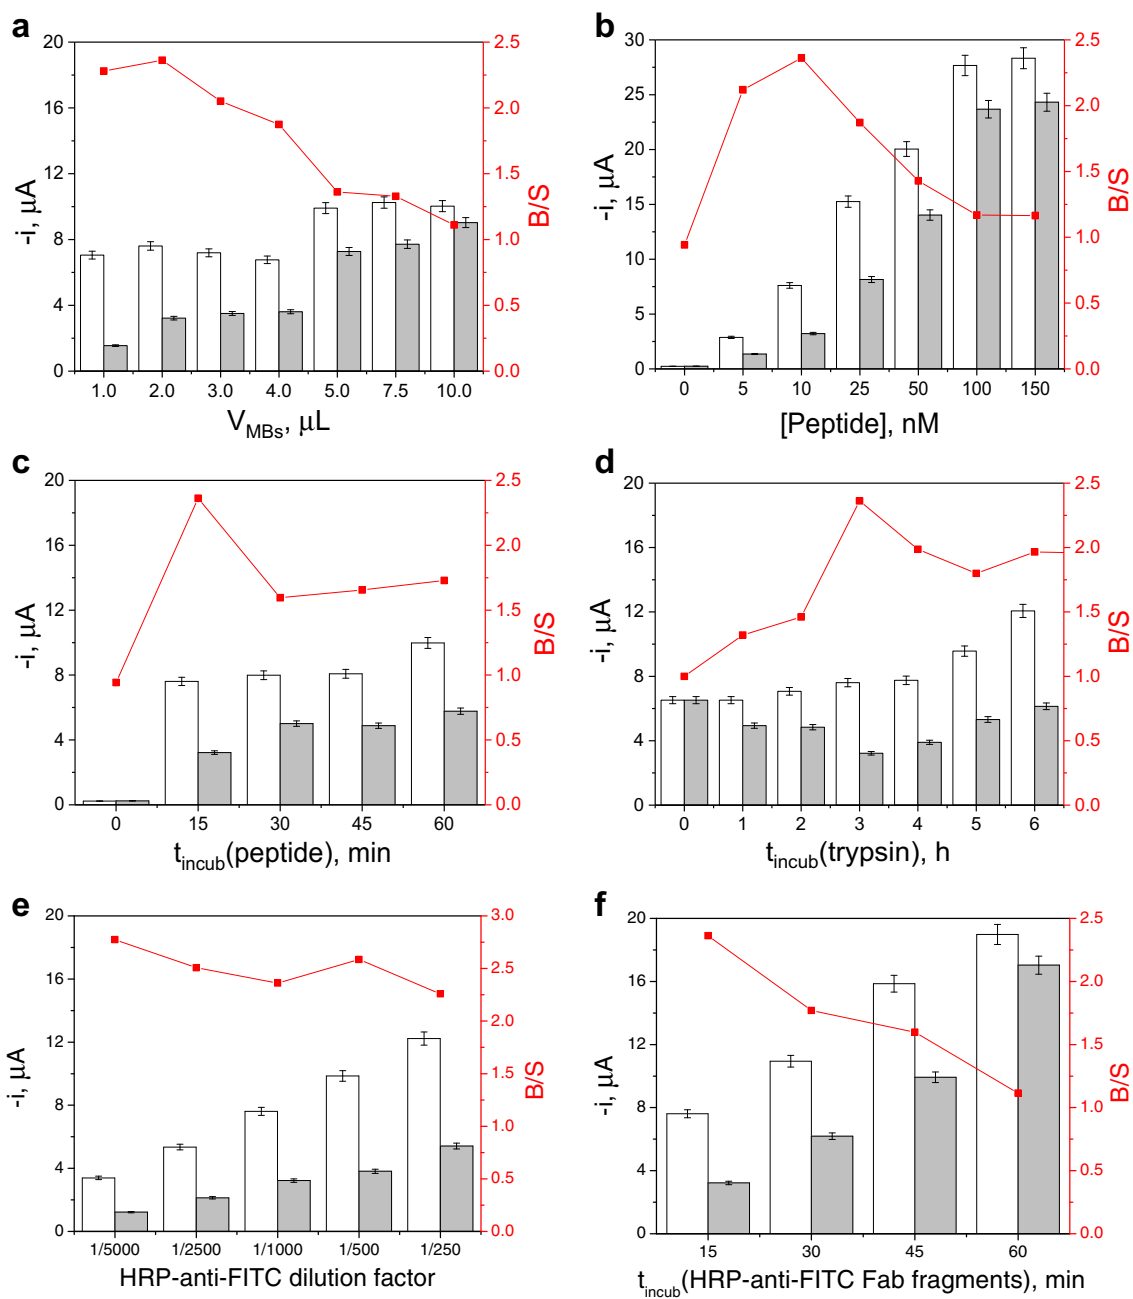 a
20
16
12
8
4
0
-i, μA
2.5
2.0
1.5
1.0
0.5
0.0
B/S
1.0 2.0 3.0 4.0 5.0 7.5 10.0
V_MBs, μL
b
30
25
20
15
10
5
0
-i, μA
2.5
2.0
1.5
1.0
0.5
0.0
B/S
0 5 10 25 50 100 150
[Peptide], nM
c
20
16
12
8
4
0
-i, μA
2.5
2.0
1.5
1.0
0.5
0.0
B/S
0 15 30 45 60
t_incub(peptide), min
d
20
16
12
8
4
0
-i, μA
2.5
2.0
1.5
1.0
0.5
0.0
B/S
0 1 2 3 4 5 6
t_incub(trypsin), h
e
20
16
12
8
4
0
-i, μA
3.0
2.5
2.0
1.5
1.0
0.5
0.0
B/S
1/5000 1/2500 1/1000 1/500 1/250
HRP-anti-FITC dilution factor
f
20
16
12
8
4
0
-i, μA
2.5
2.0
1.5
1.0
0.5
0.0
B/S
15 30 45 60
t_incub(HRP-anti-FITC Fab fragments), min